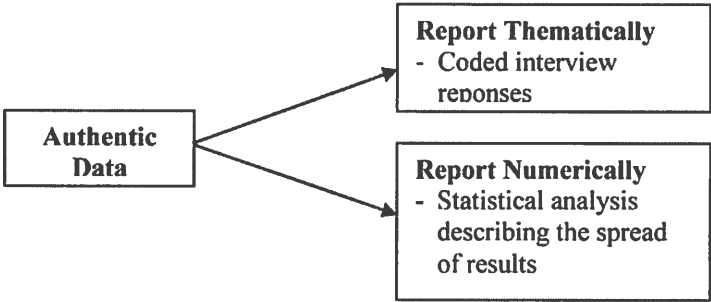 Authentic
Data
Report Thematically
- Coded interview
reponses
Report Numerically
- Statistical analysis
describing the spread
of results